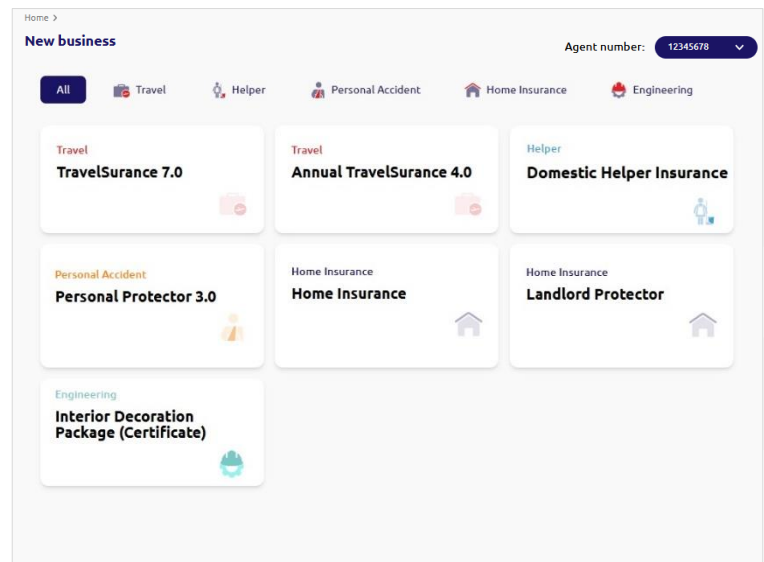 Home >
New business
Agent number: 12345678
All Travel Helper Personal Accident Home Insurance Engineering
Travel
TravelSurance 7.0
Travel
Annual TravelSurance 4.0
Helper
Domestic Helper Insurance
Personal Accident
Personal Protector 3.0
Home Insurance
Home Insurance
Home Insurance
Landlord Protector
Engineering
Interior Decoration
Package (Certificate)